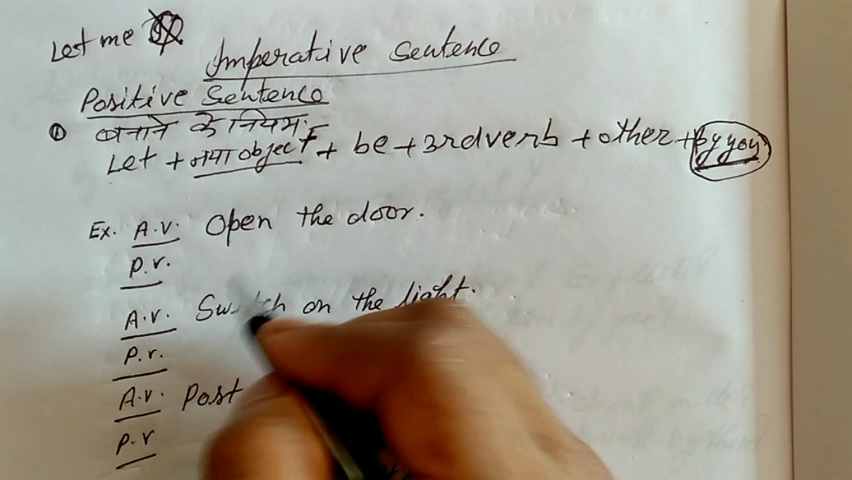 Let me
Imperative Sentence
Positive Sentence
① बनाने के नियम:-
Let + नया object + be + 3rd verb + other + by you
Ex. A.V. Open the door.
P.V.
A.V. Switch on the light.
P.V.
A.V. Post
P.V